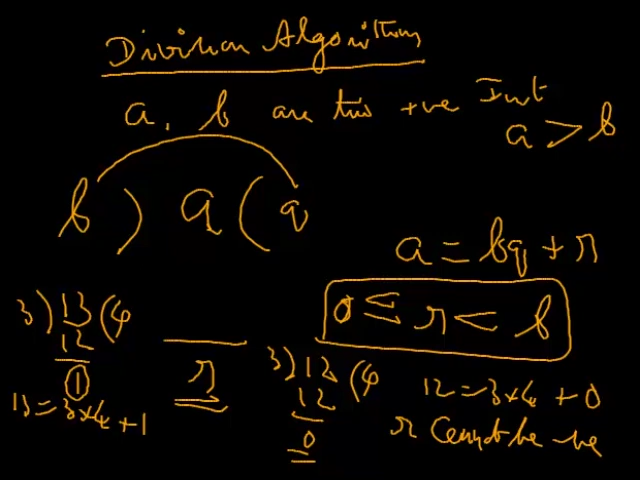 Division Algorithm
a, b are two +ve Int
a > b
b ) a ( q
a = bq + r
0 ≤ r < b
3 ) 13 ( 4
12
1
13 = 3×4 + 1
r
3 ) 12 ( 4
12
0
12 = 3×4 + 0
r cannot be -ve